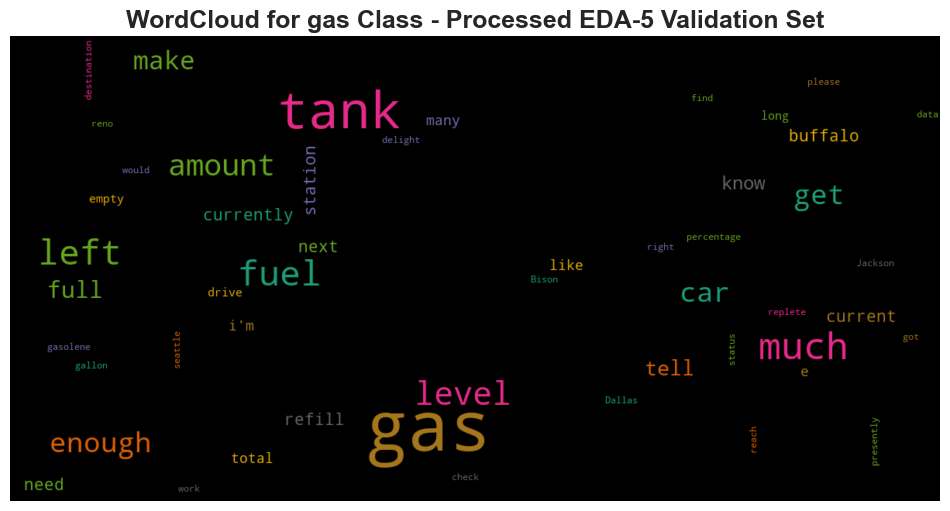 WordCloud for gas Class - Processed EDA-5 Validation Set
destination
make
please
find
tank
long
data
reno
many
buffalo
delight
station
amount
would
know
get
empty
currently
percentage
right
next
left
like
Jackson
fuel
Bison
full
car
drive
replete
current
i'm
got
gasolene
seattle
status
much
gallon
tell
e
level
Dallas
refill
gas
enough
reach
presently
total
check
need
work